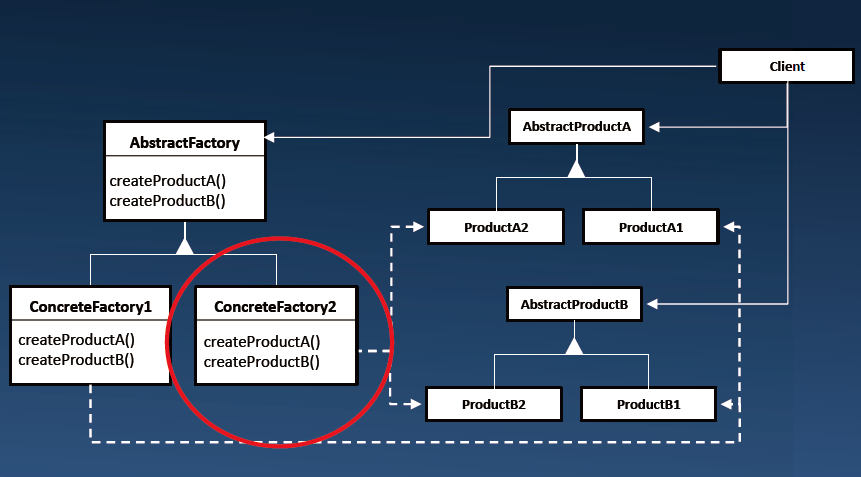 Client
AbstractProductA
AbstractFactory
createProductA()
createProductB()
ProductA2
ProductA1
ConcreteFactory1
createProductA()
createProductB()
ConcreteFactory2
createProductA()
createProductB()
AbstractProductB
ProductB2
ProductB1